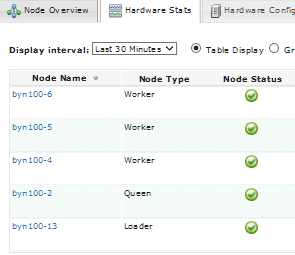 Node Overview Hardware Stats Hardware Config
Display interval: Last 30 Minutes Table Display Gr
Node Name Node Type Node Status
byn100-6 Worker
byn100-5 Worker
byn100-4 Worker
byn100-2 Queen
byn100-13 Loader